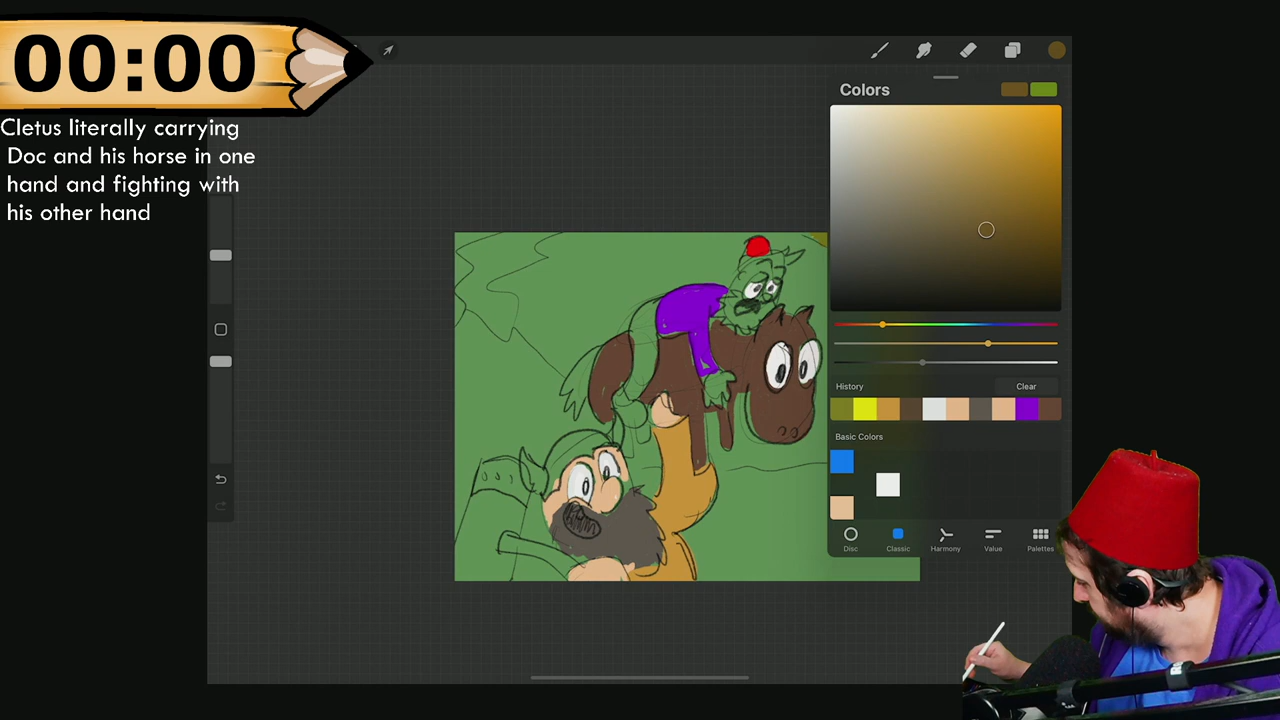 00:00
Cletus literally carrying
Doc and his horse in one
hand and fighting with
his other hand
Colors
History
Clear
Basic Colors
Disc
Classic
Harmony
Value
Palettes